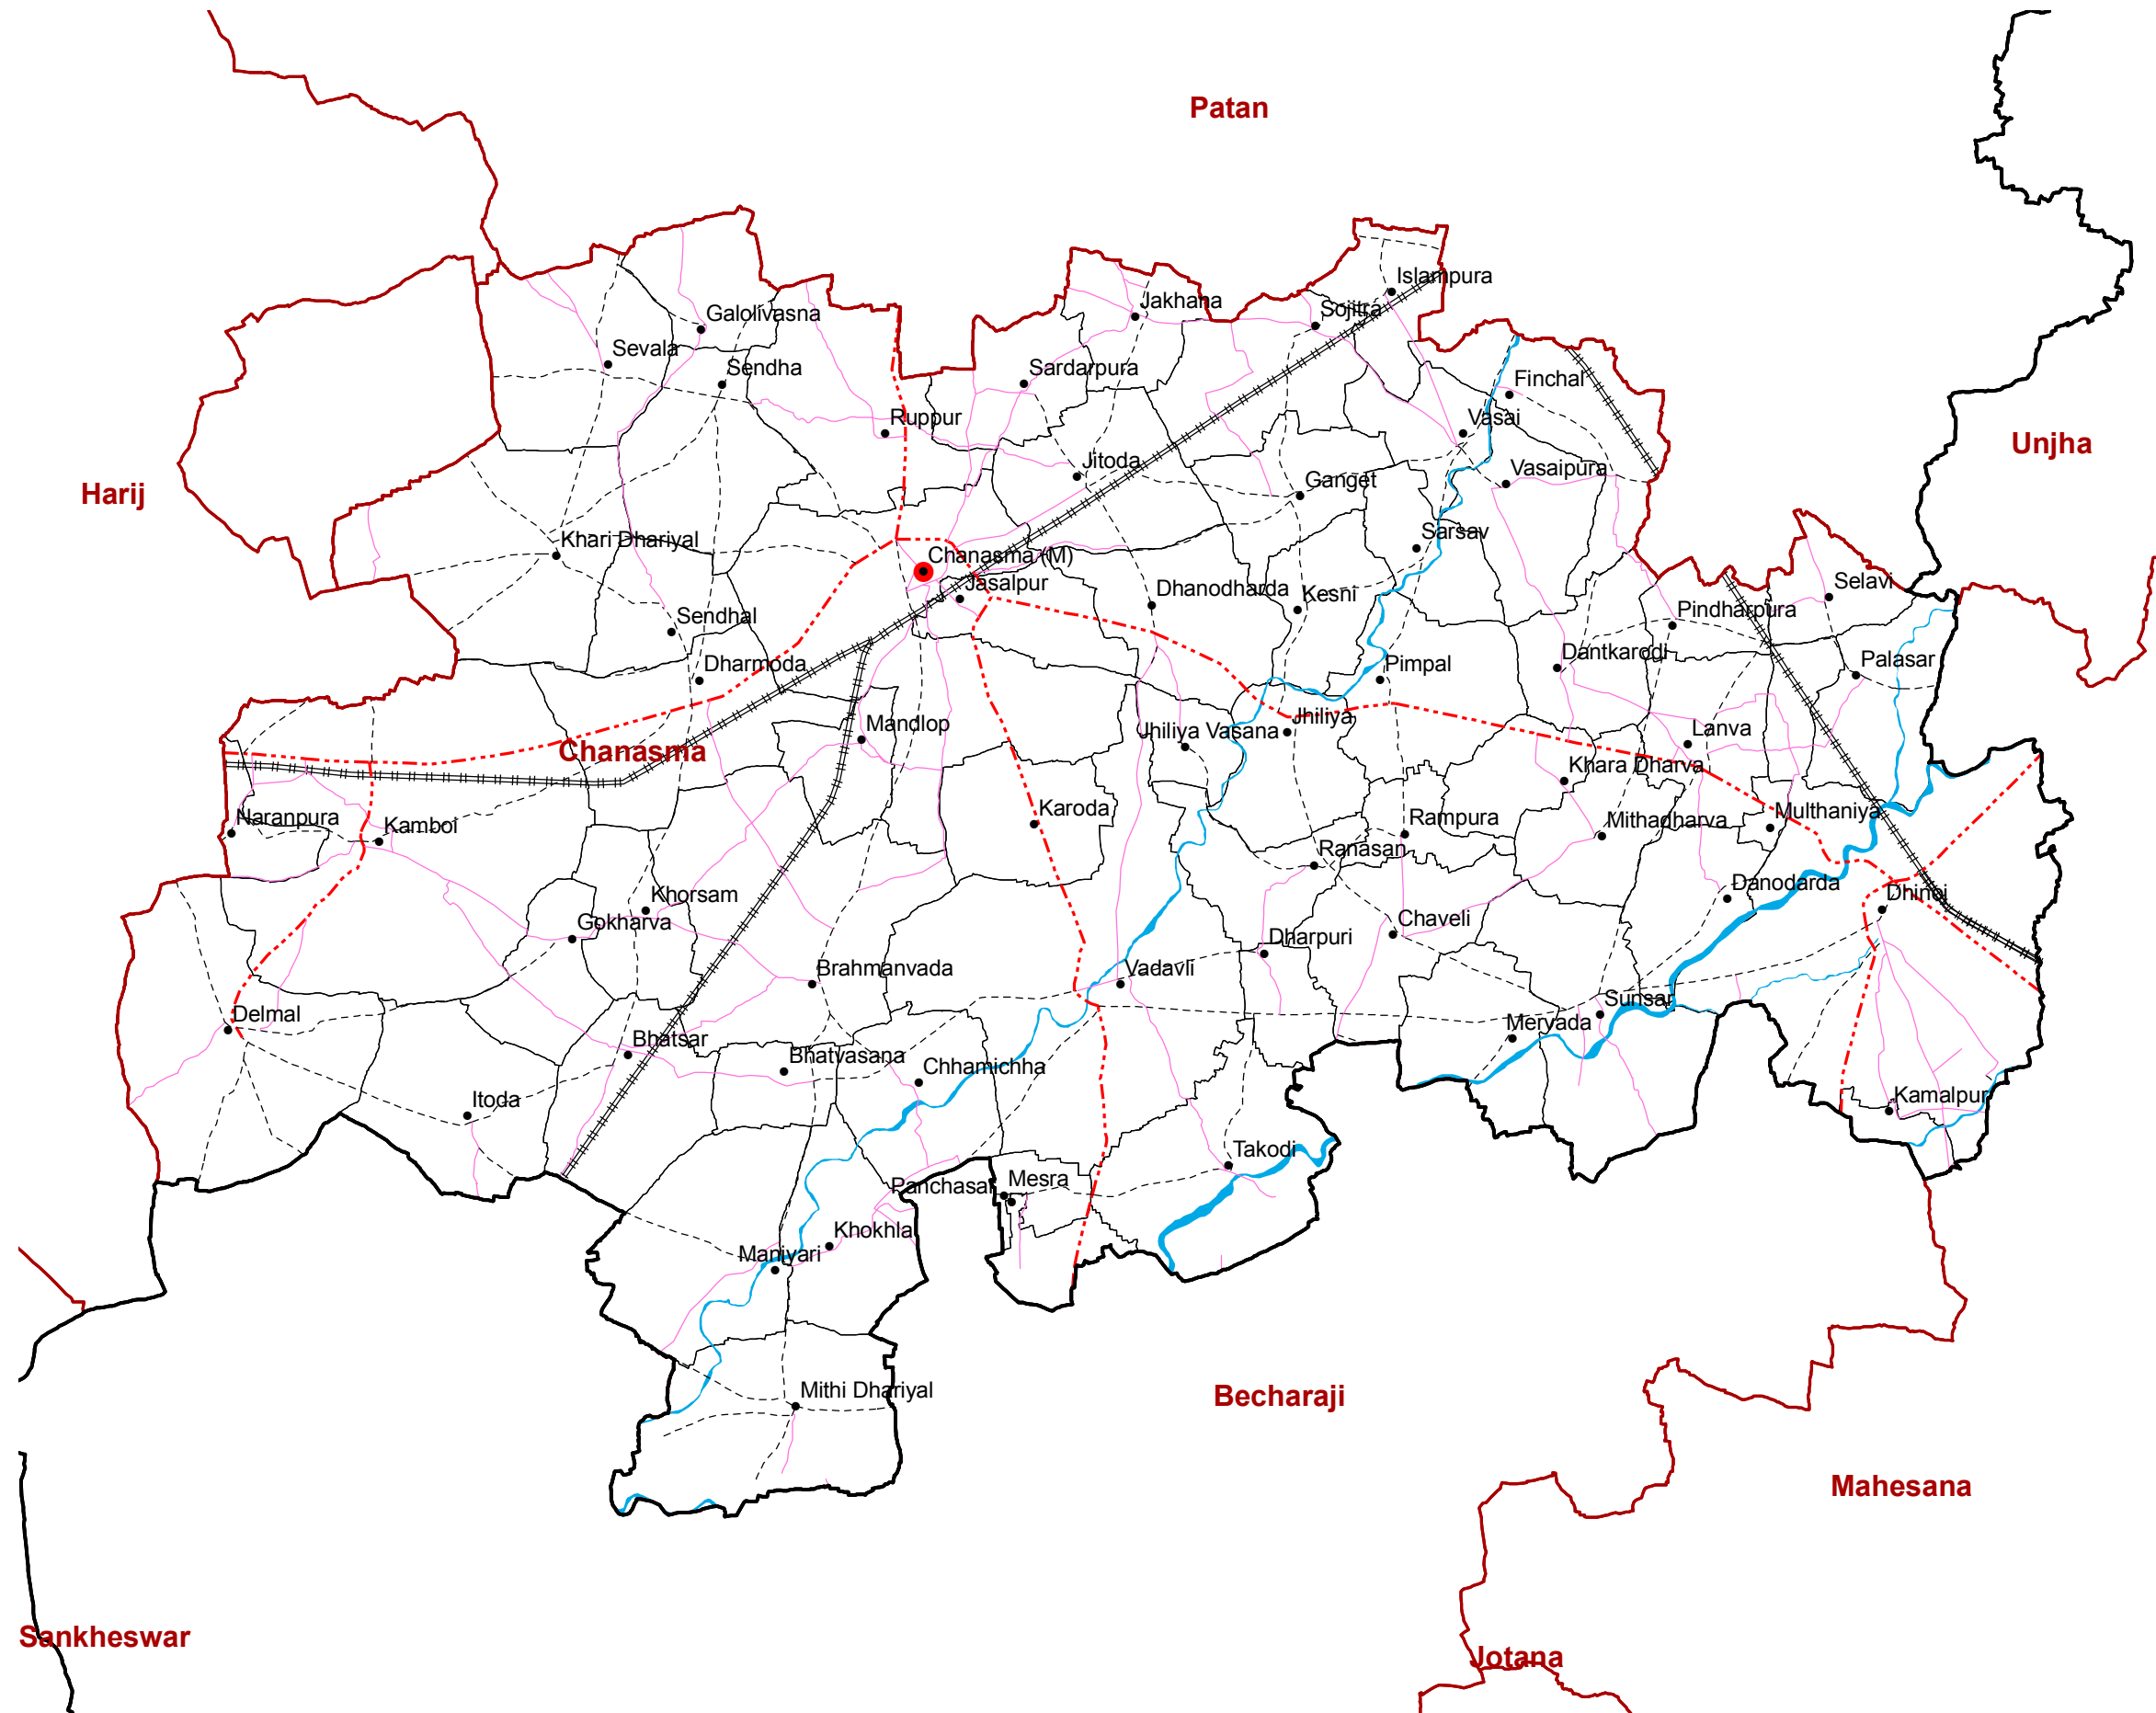 Patan
Islampura
Jakhana
Sojitra
Galolivasna
Sevala
Sendha
Sardarpura
Finchal
Ruppur
Vasai
Unjha
Jitoda
Vasaipura
Ganget
Harij
Khari Dhariyal
Sarsav
Chanasma (M)
Jasalpur
Dhanodharda
Kesni
Selavi
Pindharpura
Sendhal
Dharmoda
Pimpal
Dantkarodi
Palasar
Mandlop
Jhiliya Vasana
Jhiliya
Lanva
Chanasma
Khara Dharva
Naranpura
Kamboi
Karoda
Rampura
Mithadharva
Multhaniya
Ranasan
Khorsam
Gokharva
Danodarda
Dhinoj
Chaveli
Dharpuri
Brahmanvada
Vadavli
Delmal
Sunsar
Meryada
Bhatsar
Bhatvasana
Chhamichha
Itoda
Kamalpur
Takodi
Panchasar
Mesra
Khokhla
Maniyari
Mithi Dhariyal
Becharaji
Mahesana
Sankheswar
Jotana